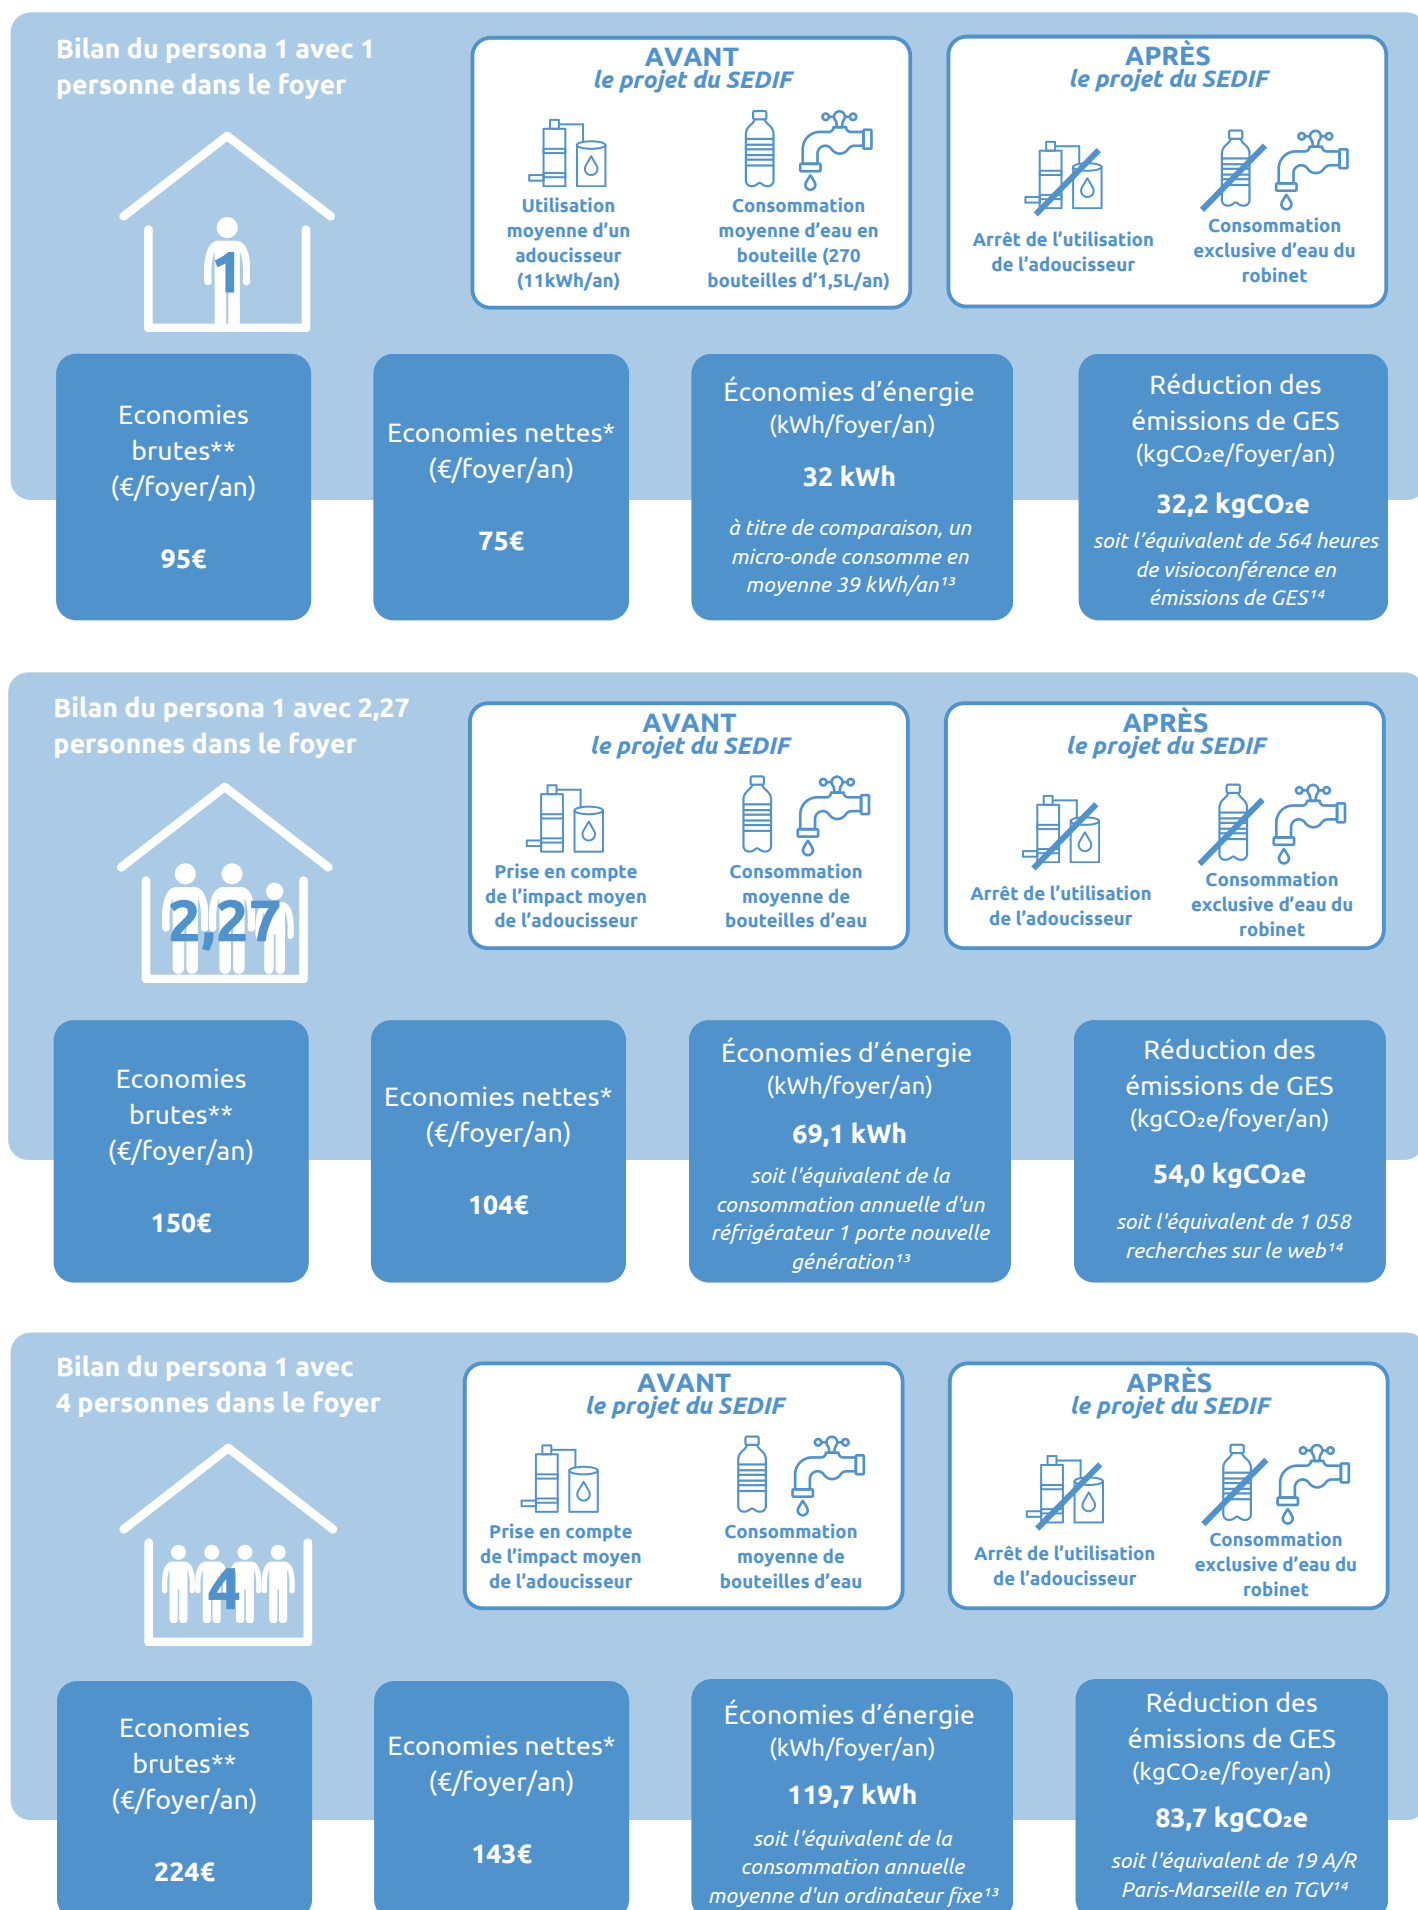 Bilan du persona 1 avec 1
personne dans le foyer
1
AVANT
le projet du SEDIF
Utilisation
moyenne d'un
adoucisseur
(11kWh/an)
Consommation
moyenne d'eau en
bouteille (270
bouteilles d'1,5L/an)
APRÈS
le projet du SEDIF
Arrêt de l'utilisation
de l'adoucisseur
Consommation
exclusive d'eau du
robinet
Economies
brutes**
(€/foyer/an)
95€
Economies nettes*
(€/foyer/an)
75€
Économies d'énergie
(kWh/foyer/an)
32 kWh
à titre de comparaison, un
micro-onde consomme en
moyenne 39 kWh/an¹³
Réduction des
émissions de GES
(kgCO₂e/foyer/an)
32,2 kgCO₂e
soit l'équivalent de 564 heures
de visioconférence en
émissions de GES¹⁴
Bilan du persona 1 avec 2,27
personnes dans le foyer
2,27
AVANT
le projet du SEDIF
Prise en compte
de l'impact moyen
de l'adoucisseur
Consommation
moyenne de
bouteilles d'eau
APRÈS
le projet du SEDIF
Arrêt de l'utilisation
de l'adoucisseur
Consommation
exclusive d'eau du
robinet
Economies
brutes**
(€/foyer/an)
150€
Economies nettes*
(€/foyer/an)
104€
Économies d'énergie
(kWh/foyer/an)
69,1 kWh
soit l'équivalent de la
consommation annuelle d'un
réfrigérateur 1 porte nouvelle
génération¹³
Réduction des
émissions de GES
(kgCO₂e/foyer/an)
54,0 kgCO₂e
soit l'équivalent de 1 058
recherches sur le web¹⁴
Bilan du persona 1 avec
4 personnes dans le foyer
4
AVANT
le projet du SEDIF
Prise en compte
de l'impact moyen
de l'adoucisseur
Consommation
moyenne de
bouteilles d'eau
APRÈS
le projet du SEDIF
Arrêt de l'utilisation
de l'adoucisseur
Consommation
exclusive d'eau du
robinet
Economies
brutes**
(€/foyer/an)
224€
Economies nettes*
(€/foyer/an)
143€
Économies d'énergie
(kWh/foyer/an)
119,7 kWh
soit l'équivalent de la
consommation annuelle
moyenne d'un ordinateur fixe¹³
Réduction des
émissions de GES
(kgCO₂e/foyer/an)
83,7 kgCO₂e
soit l'équivalent de 19 A/R
Paris-Marseille en TGV¹⁴